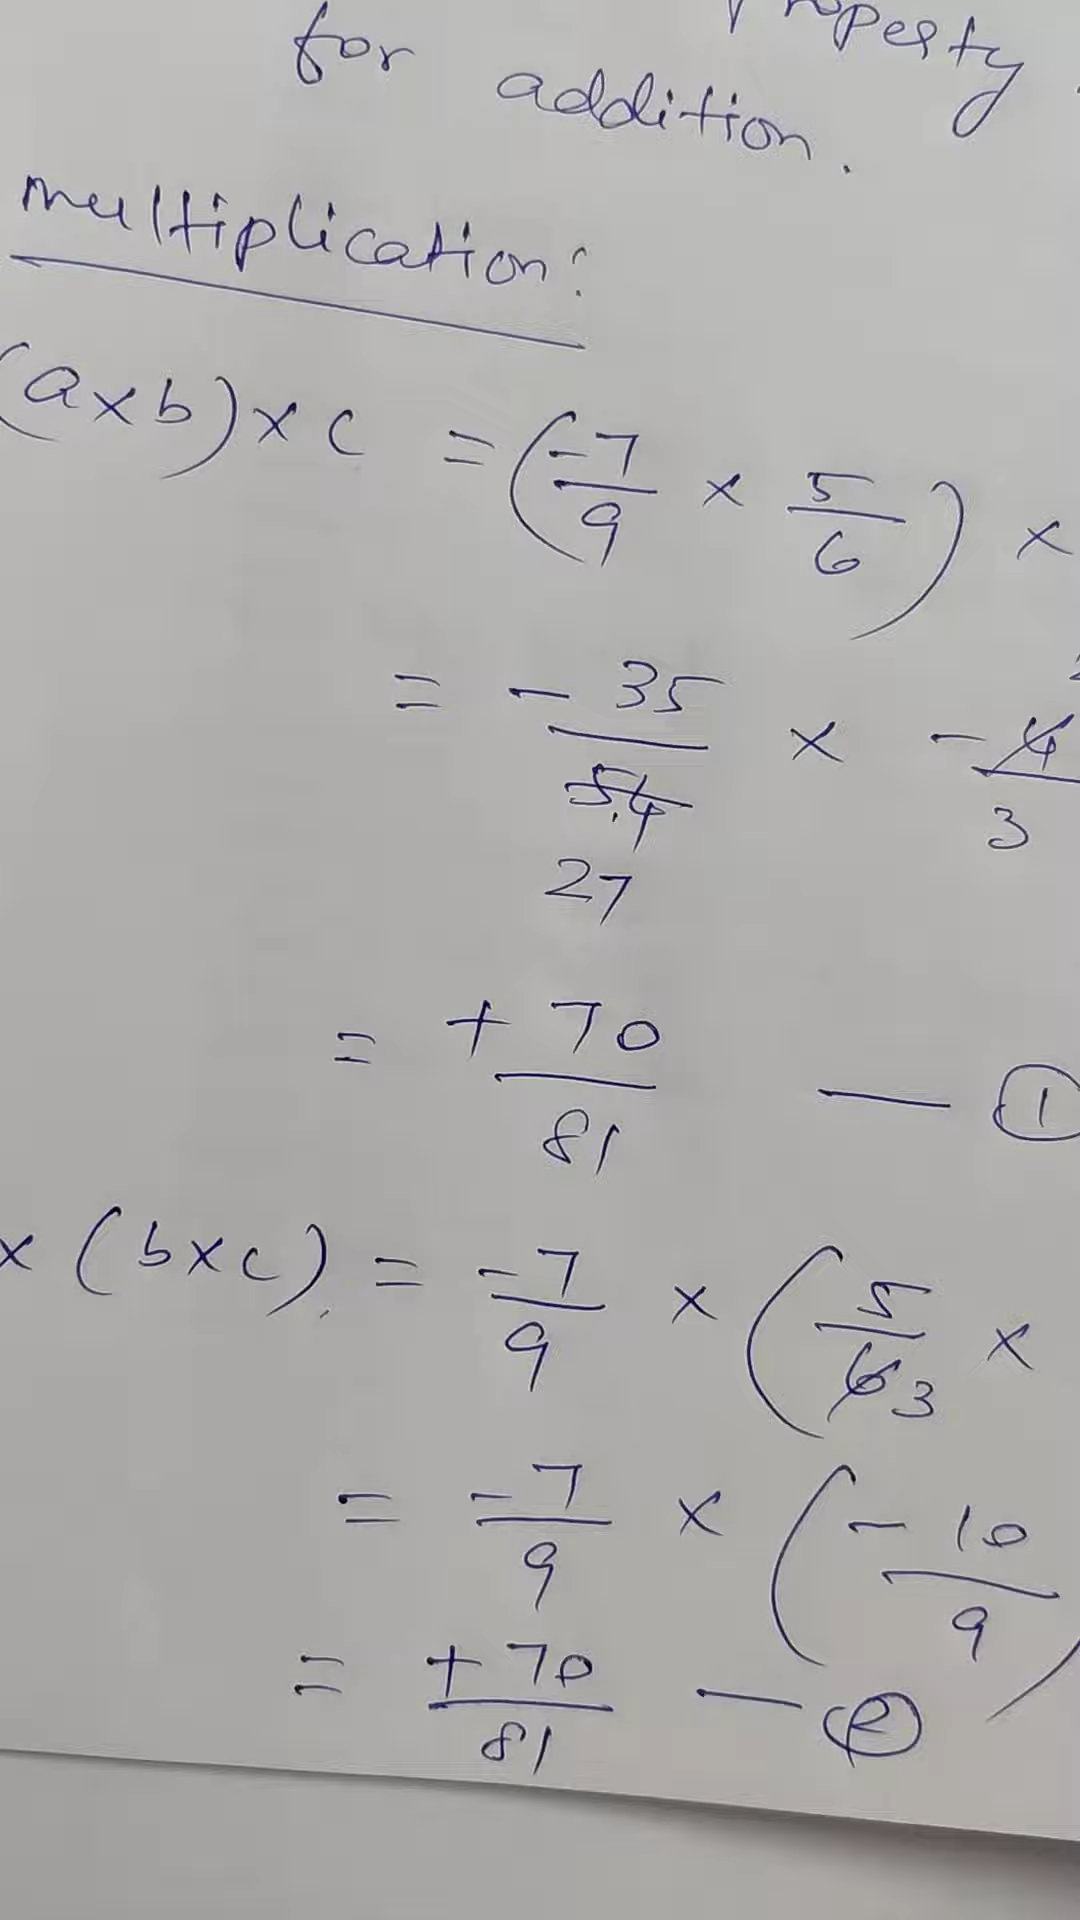 for property
addition.
multiplication:
(a×b)×c = (-7/9 × 5/6) ×
= -35/54 × -4/3
27
= +70/81 — ①
× (b×c) = -7/9 × (5/6 3 ×
= -7/9 × (-10/9)
= +70/81 — ②